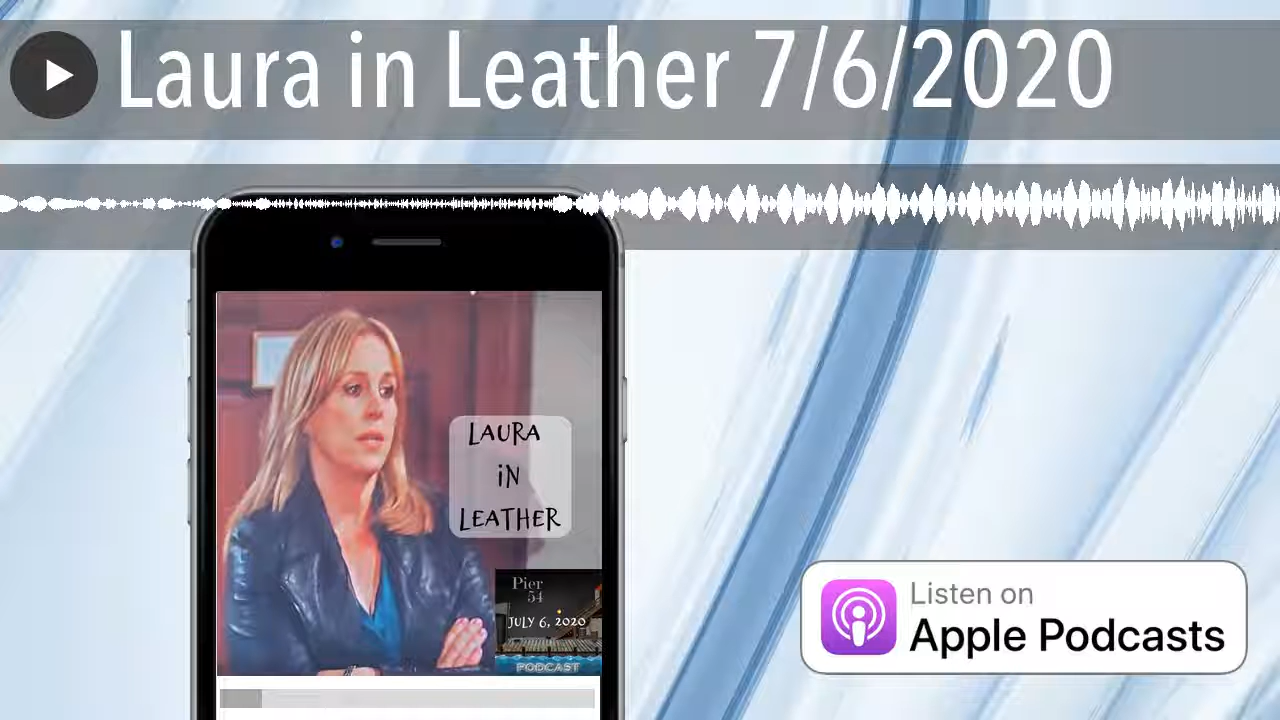 Laura in Leather 7/6/2020
LAURA
iN
LEATHER
Pier
54
JULY 6, 2020
PODCAST
Listen on
Apple Podcasts